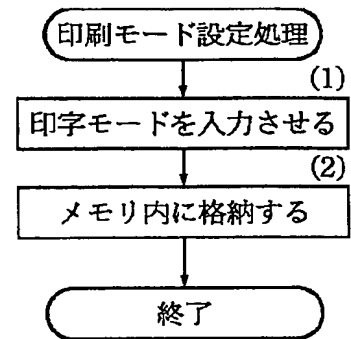 印刷モード設定処理
(1)
印字モードを入力させる
(2)
メモリ内に格納する
終了